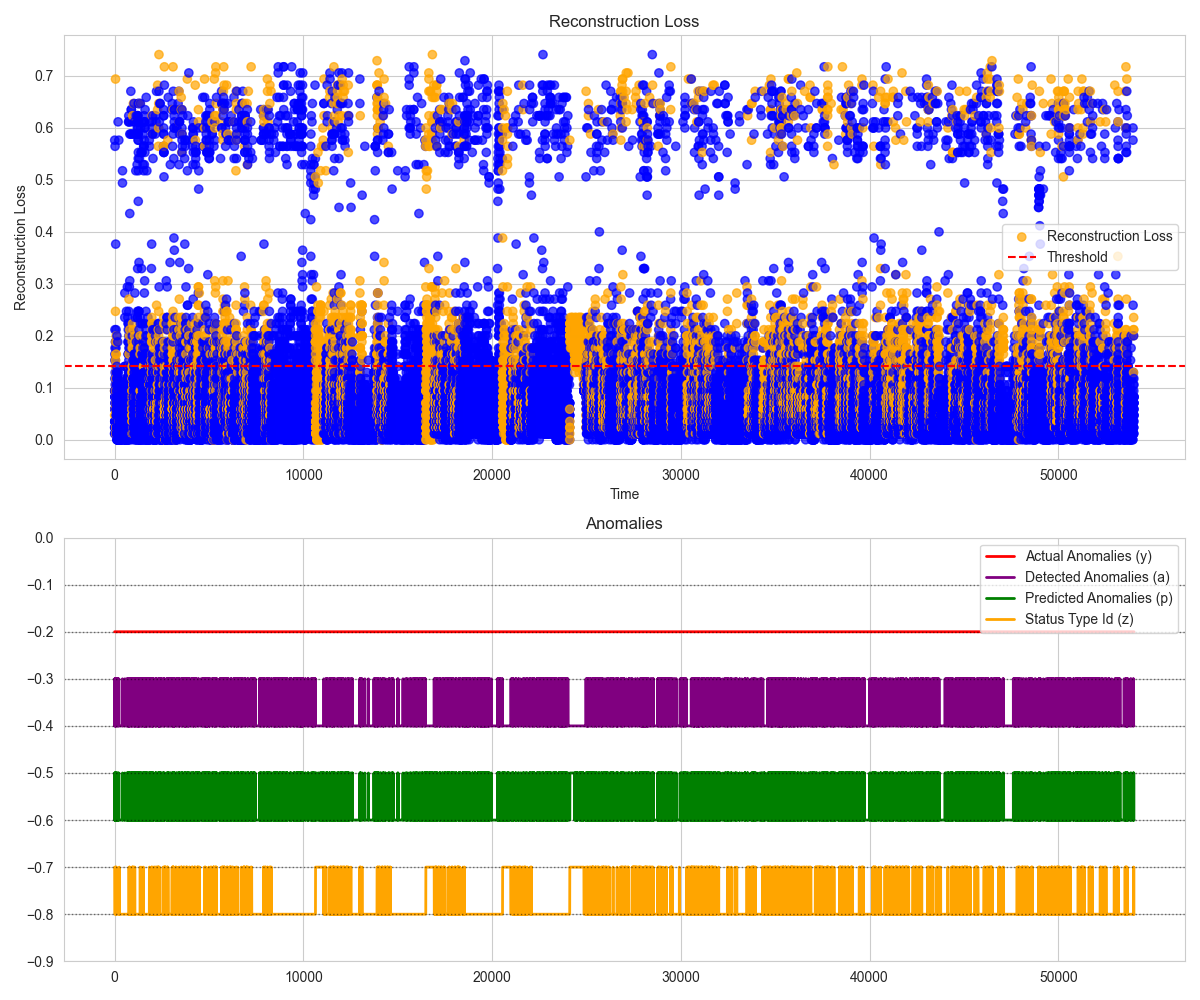 Reconstruction Loss
Reconstruction Loss
0.7
0.6
0.5
0.4
0.3
0.2
0.1
0.0
Reconstruction Loss
Threshold
0 10000 20000 30000 40000 50000
Time
Anomalies
0.0
−0.1
−0.2
−0.3
−0.4
−0.5
−0.6
−0.7
−0.8
−0.9
Actual Anomalies (y)
Detected Anomalies (a)
Predicted Anomalies (p)
Status Type Id (z)
0 10000 20000 30000 40000 50000